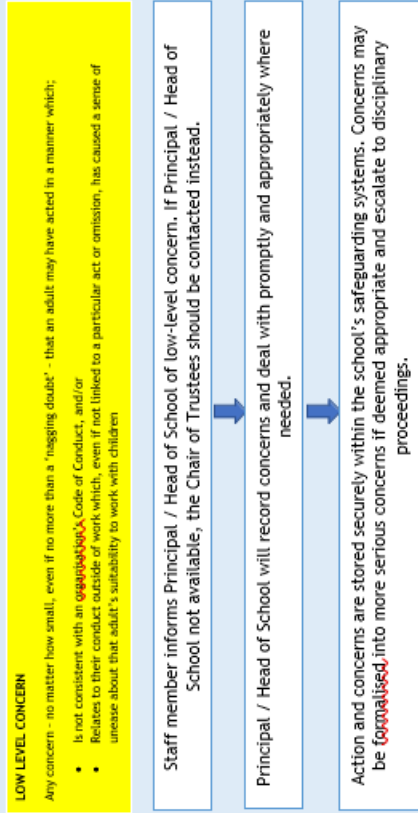 LOW LEVEL CONCERN
Any concern - no matter how small, even if no more than a 'nagging doubt' - that an adult may have acted in a manner which;
• Is not consistent with an organisation's Code of Conduct, and/or
• Relates to their conduct outside of work which, even if not linked to a particular act or omission, has caused a sense of
unease about that adult's suitability to work with children
Staff member informs Principal / Head of School of low-level concern. If Principal / Head of
School not available, the Chair of Trustees should be contacted instead.
Principal / Head of School will record concerns and deal with promptly and appropriately where
needed.
Action and concerns are stored securely within the school's safeguarding systems. Concerns may
be formalised into more serious concerns if deemed appropriate and escalate to disciplinary
proceedings.